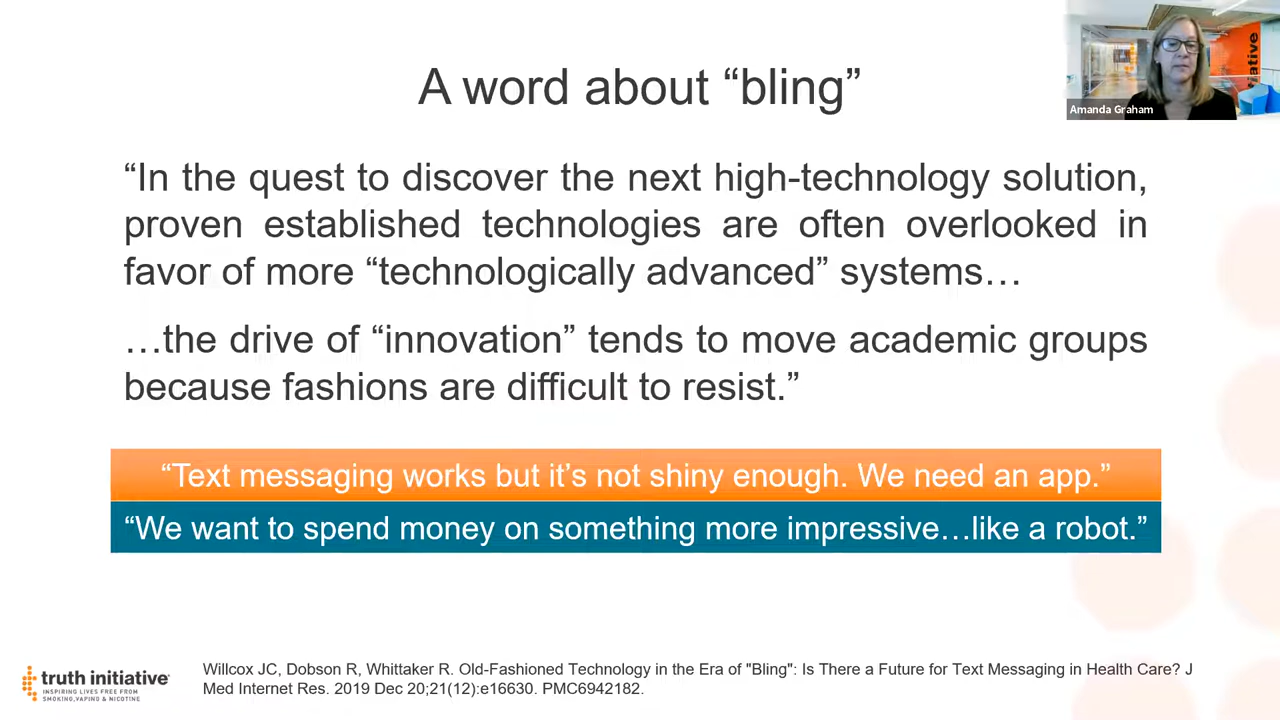 A word about “bling”
Amanda Graham
“In the quest to discover the next high-technology solution,
proven established technologies are often overlooked in
favor of more “technologically advanced” systems…
…the drive of “innovation” tends to move academic groups
because fashions are difficult to resist.”
“Text messaging works but it’s not shiny enough. We need an app.”
“We want to spend money on something more impressive…like a robot.”
truth initiative
INSPIRING LIVES FREE FROM
SMOKING, VAPING & NICOTINE
Willcox JC, Dobson R, Whittaker R. Old-Fashioned Technology in the Era of "Bling": Is There a Future for Text Messaging in Health Care? J
Med Internet Res. 2019 Dec 20;21(12):e16630. PMC6942182.
itiative